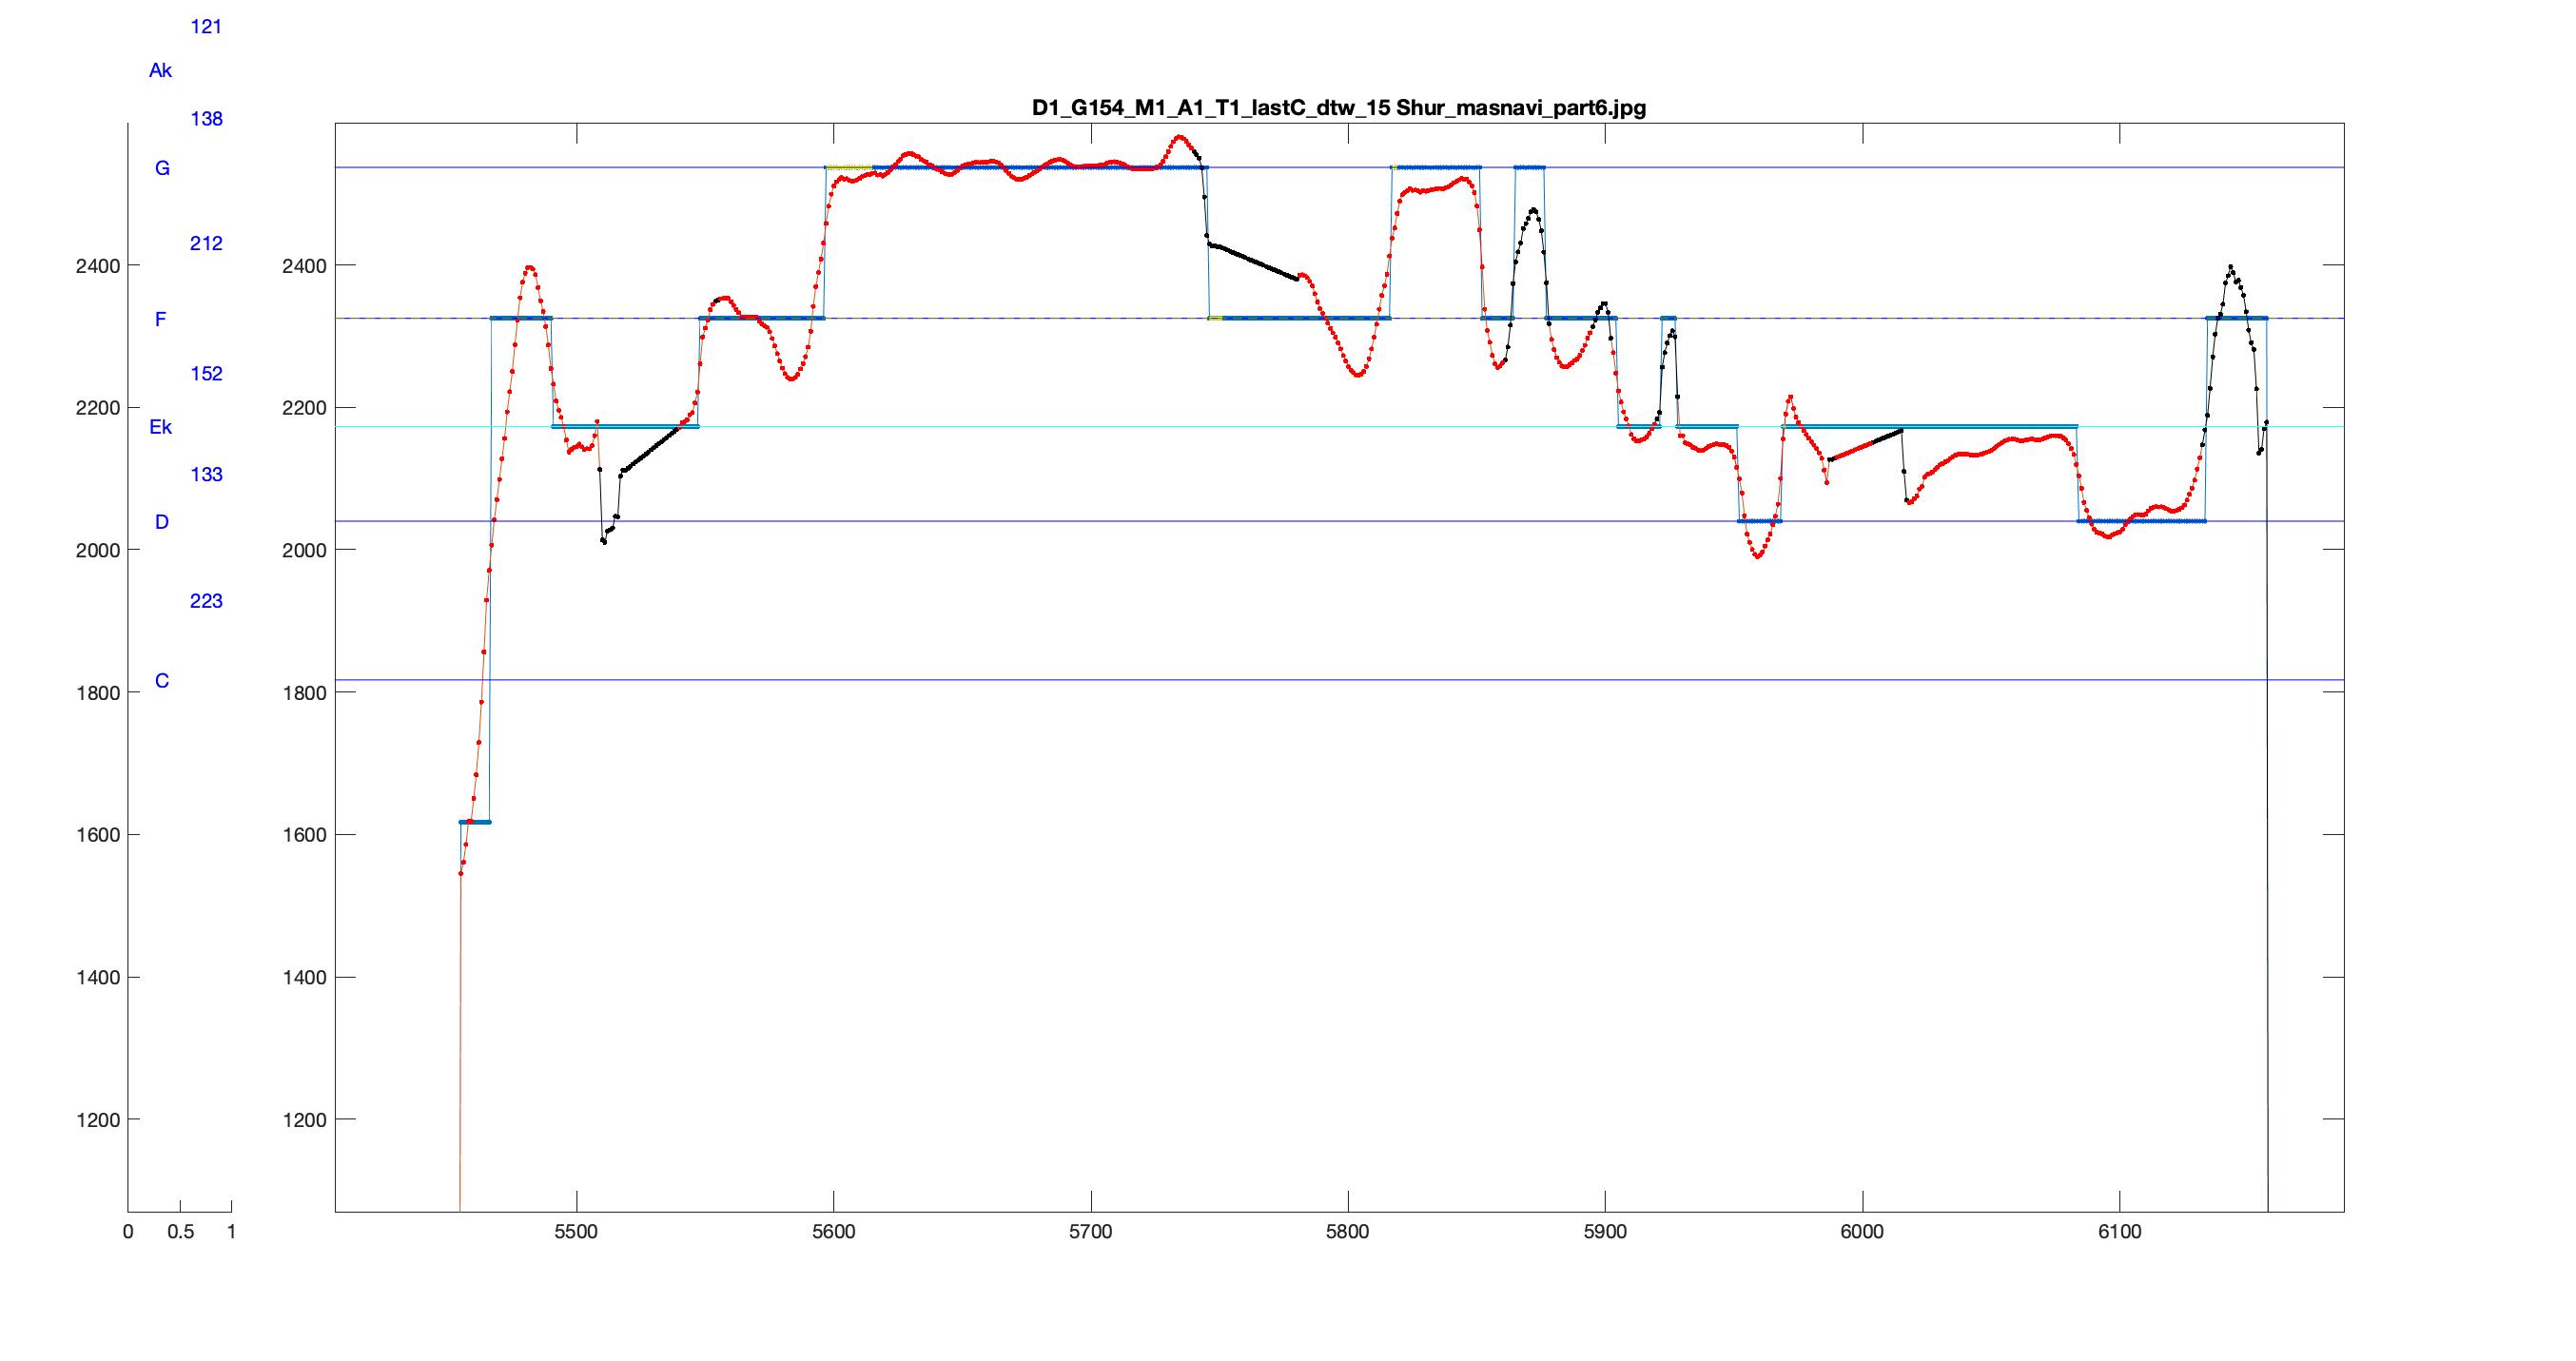 121
Ak
138
D1_G154_M1_A1_T1_lastC_dtw_15 Shur_masnavi_part6.jpg
G
212
2400 2400
F
152
2200 2200
Ek
133
D
2000 2000
223
C
1800 1800
1600 1600
1400 1400
1200 1200
0 0.5 1 5500 5600 5700 5800 5900 6000 6100